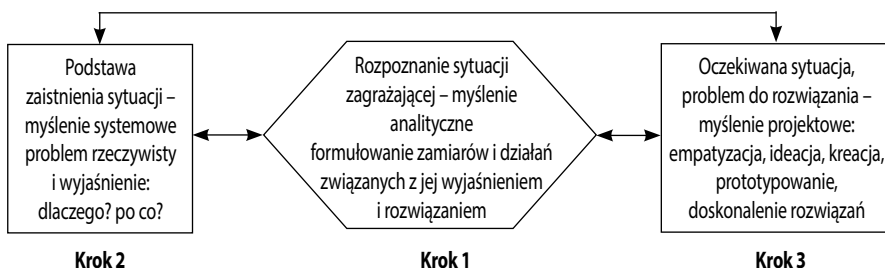 Podstawa
zaistnienia sytuacji –
myślenie systemowe
problem rzeczywisty
i wyjaśnienie:
dlaczego? po co?
Krok 2
Rozpoznanie sytuacji
zagrażającej – myślenie
analityczne
formułowanie zamiarów i działań
związanych z jej wyjaśnieniem
i rozwiązaniem
Krok 1
Oczekiwana sytuacja,
problem do rozwiązania –
myślenie projektowe:
empatyzacja, ideacja, kreacja,
prototypowanie,
doskonalenie rozwiązań
Krok 3